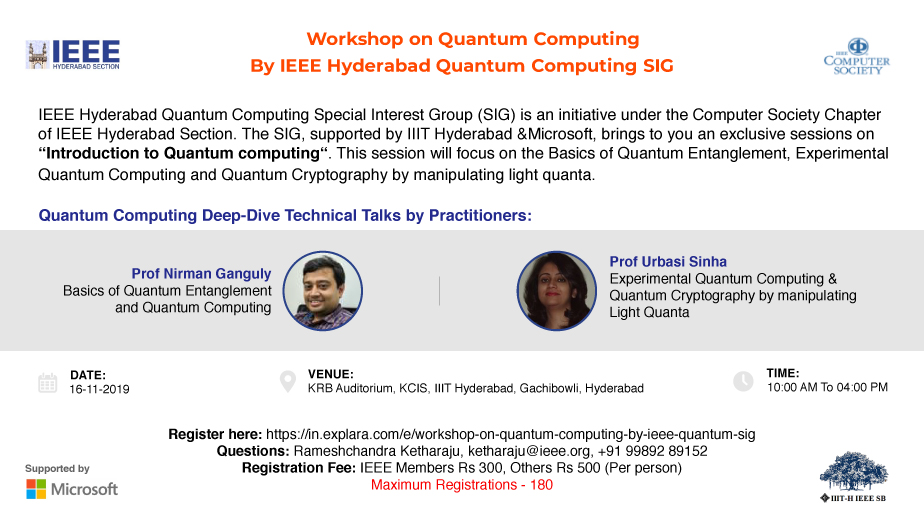 IEEE
HYDERABAD SECTION
Workshop on Quantum Computing
By IEEE Hyderabad Quantum Computing SIG
IEEE
COMPUTER
SOCIETY
IEEE Hyderabad Quantum Computing Special Interest Group (SIG) is an initiative under the Computer Society Chapter
of IEEE Hyderabad Section. The SIG, supported by IIIT Hyderabad &Microsoft, brings to you an exclusive sessions on
“Introduction to Quantum computing“. This session will focus on the Basics of Quantum Entanglement, Experimental
Quantum Computing and Quantum Cryptography by manipulating light quanta.
Quantum Computing Deep-Dive Technical Talks by Practitioners:
Prof Nirman Ganguly
Basics of Quantum Entanglement
and Quantum Computing
Prof Urbasi Sinha
Experimental Quantum Computing &
Quantum Cryptography by manipulating
Light Quanta
DATE:
16-11-2019
VENUE:
KRB Auditorium, KCIS, IIIT Hyderabad, Gachibowli, Hyderabad
TIME:
10:00 AM To 04:00 PM
Register here: https://in.explara.com/e/workshop-on-quantum-computing-by-ieee-quantum-sig
Questions: Rameshchandra Ketharaju, ketharaju@ieee.org, +91 99892 89152
Registration Fee: IEEE Members Rs 300, Others Rs 500 (Per person)
Maximum Registrations - 180
Supported by
Microsoft
IIIT-H IEEE SB